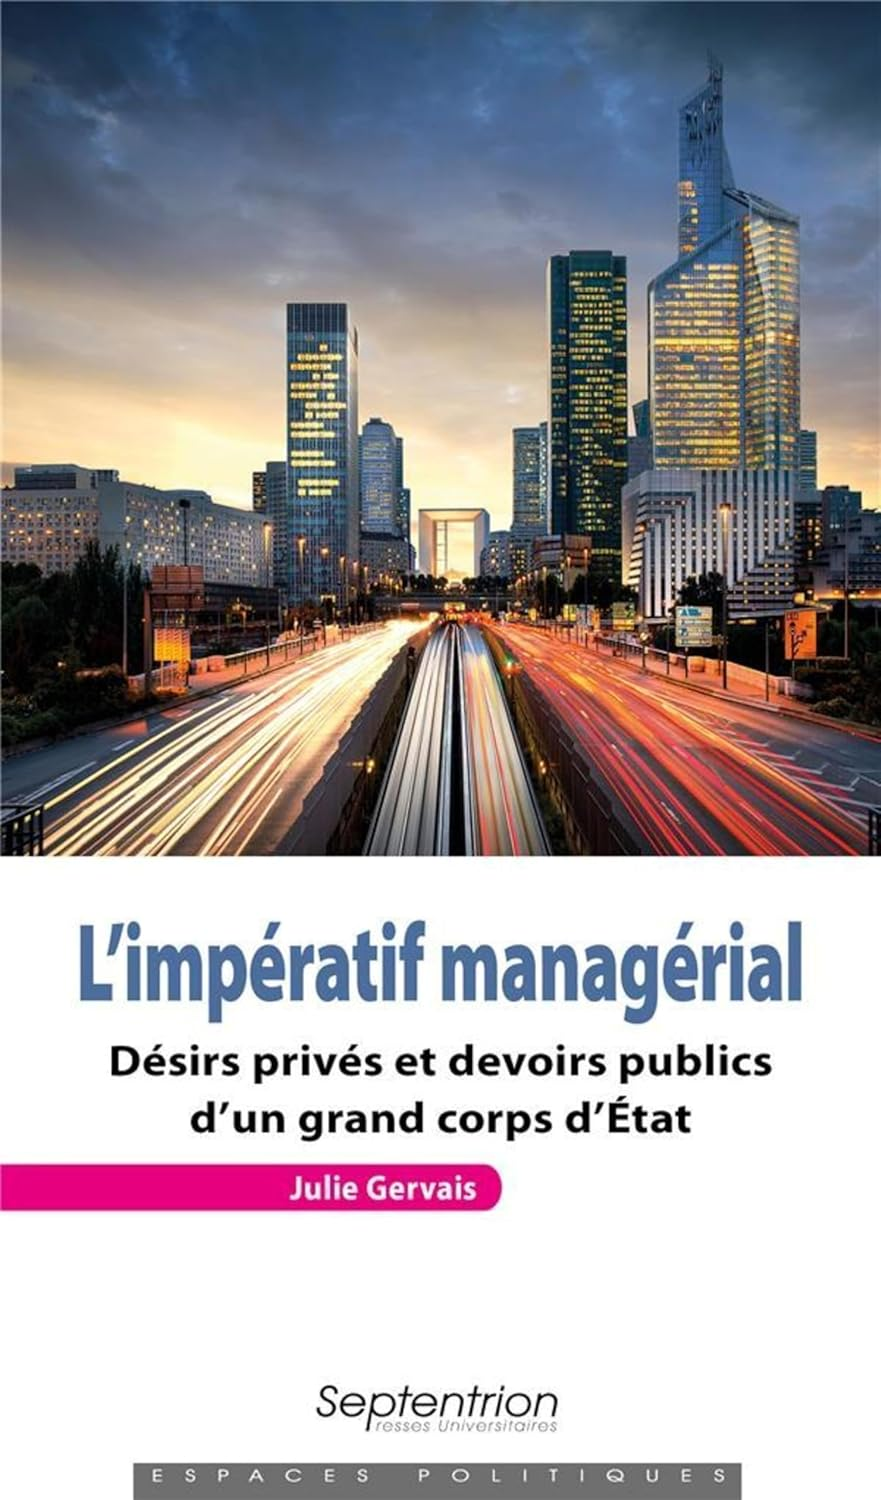 L'impératif managérial
Désirs privés et devoirs publics
d'un grand corps d'État
Julie Gervais
Septentrion
Presses Universitaires
ESPACES POLITIQUES